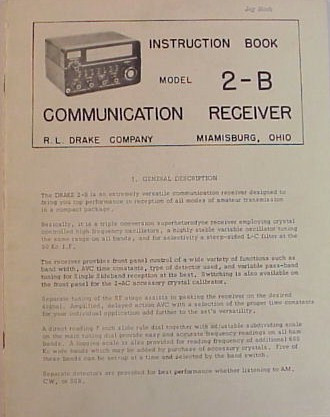 INSTRUCTION BOOK
MODEL 2-B
COMMUNICATION RECEIVER
R. L. DRAKE COMPANY MIAMISBURG, OHIO
1. GENERAL DESCRIPTION
The DRAKE 2-B is an extremely versatile communication receiver designed to
bring you top performance in reception of all modes of amateur transmission
in a compact package.
Basically, it is a triple conversion superheterodyne receiver employing crystal
controlled high frequency oscillators, a highly stable variable oscillator tuning
the same range on all bands, and for selectivity a sharp-sided L-C filter at the
50 Kc I.F.
The receiver provides front panel control of a wide variety of functions such as
band width, AVC time constants, type of detector used, and variable pass-band
tuning for Single Sideband reception at its best. Switching is also available on
the front panel for the 2-AC accessory crystal calibrator.
Separate tuning of the RF stage assists in peaking the receiver on the desired
signal. Amplified, delayed action AVC with a selection of the proper time constants
for your individual application add further to the set's versatility.
A direct reading 7 inch slide rule dial together with adjustable subdividing scale
on the main tuning dial provide easy and accurate frequency readings on all ham
bands. A logging scale is also provided for reading frequency of additional 600
Kc wide bands which may be added by purchase of accessory crystals. Five of
these bands can be set up at a time and selected by the band switch.
Separate detectors are provided for best performance whether listening to AM,
CW, or SSB.